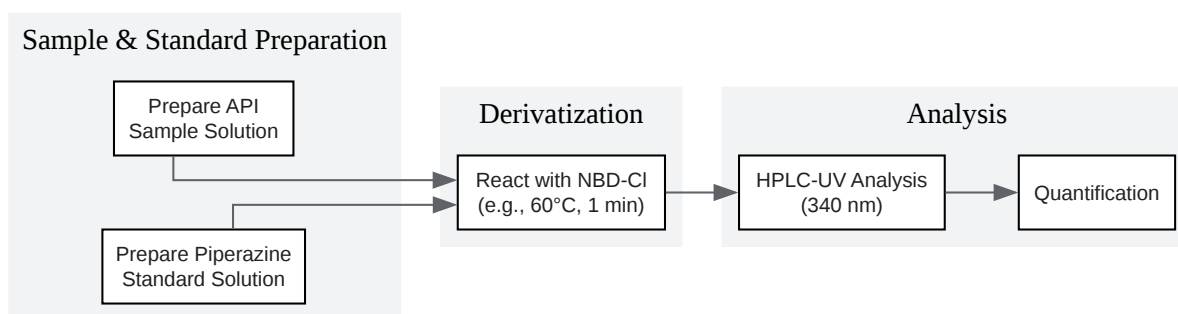 Sample & Standard Preparation
Prepare API
Sample Solution
Prepare Piperazine
Standard Solution
Derivatization
React with NBD-Cl
(e.g., 60°C, 1 min)
Analysis
HPLC-UV Analysis
(340 nm)
Quantification